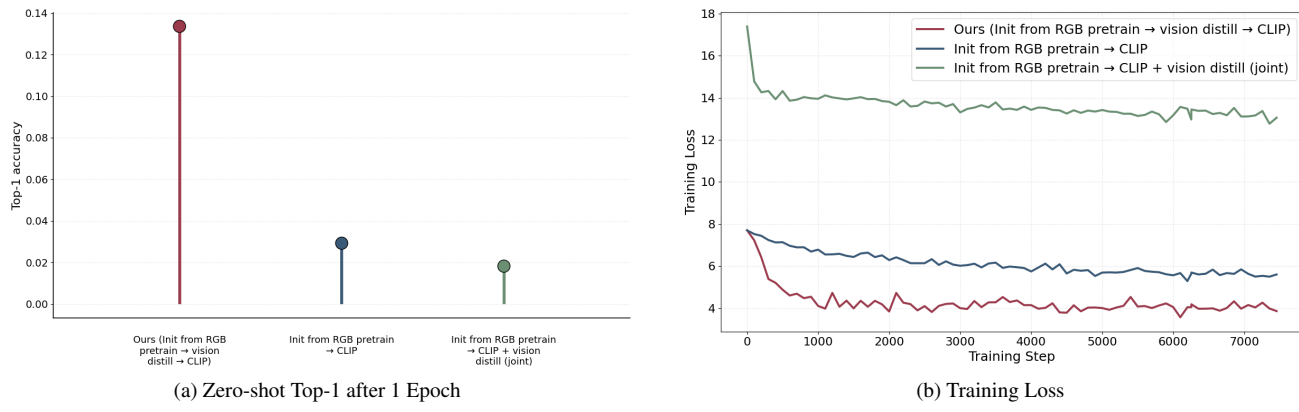 0.14
0.12
0.10
0.08
0.06
0.04
0.02
0.00
Top-1 accuracy
Ours (Init from RGB
pretrain → vision
distill → CLIP)
Init from RGB pretrain
→ CLIP
Init from RGB pretrain
→ CLIP + vision
distill (joint)
(a) Zero-shot Top-1 after 1 Epoch
18
16
14
12
10
8
6
4
Training Loss
Ours (Init from RGB pretrain → vision distill → CLIP)
Init from RGB pretrain → CLIP
Init from RGB pretrain → CLIP + vision distill (joint)
0 1000 2000 3000 4000 5000 6000 7000
Training Step
(b) Training Loss